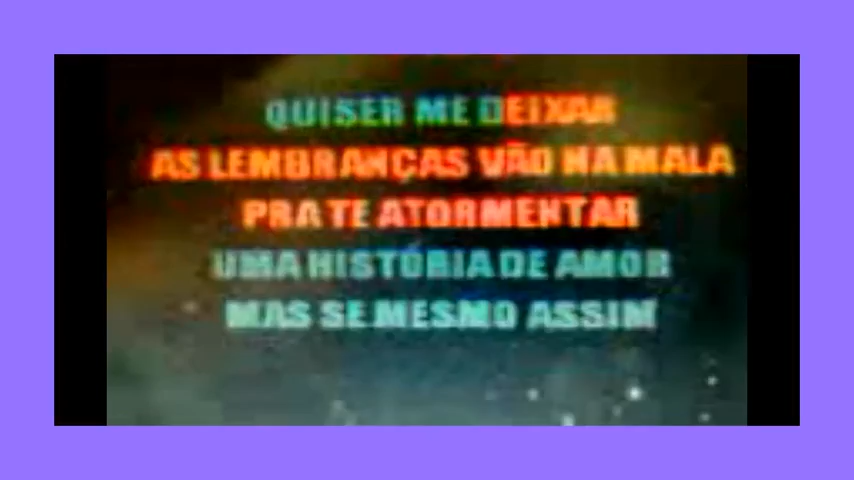 QUISER ME DEIXAR
AS LEMBRANÇAS VÃO NA MALA
PRA TE ATORMENTAR
UMA HISTÓRIA DE AMOR
MAS SE MESMO ASSIM